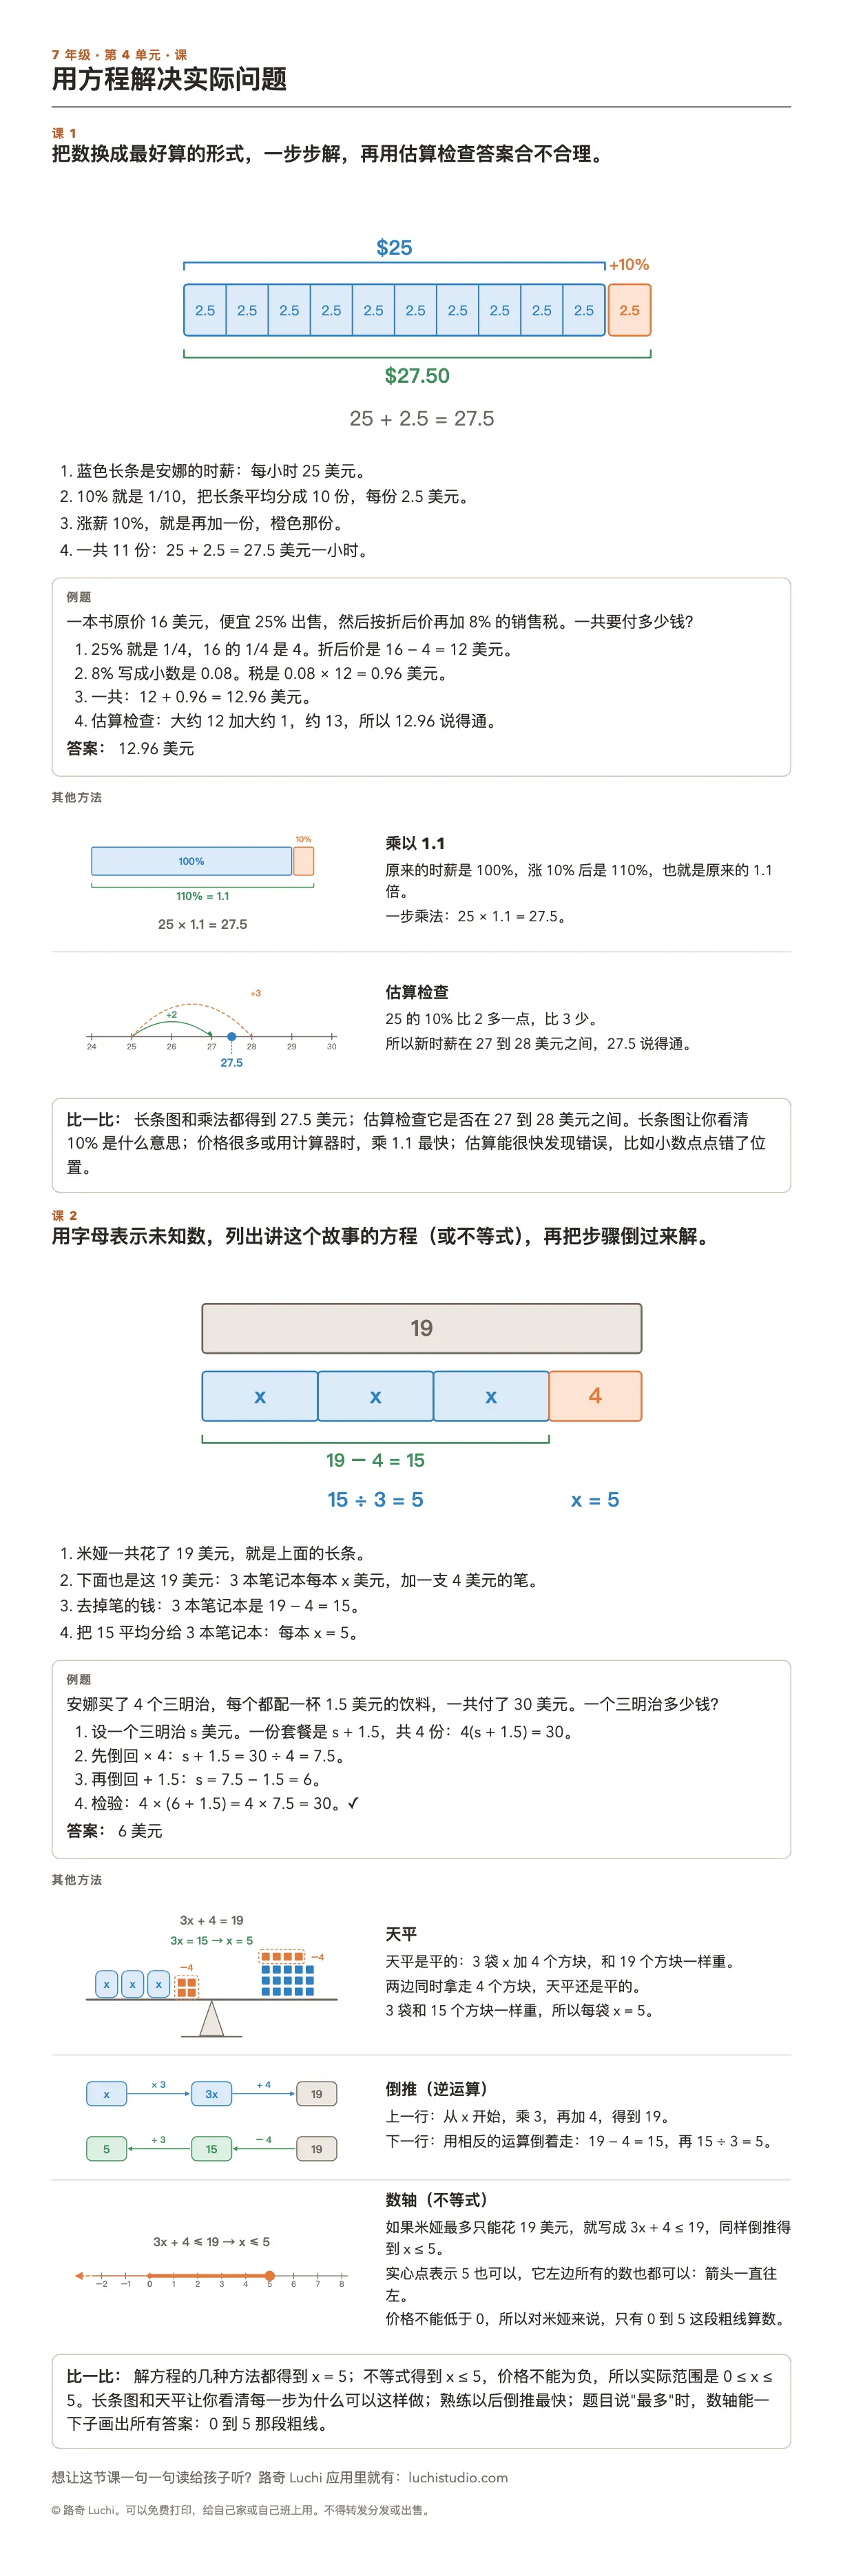 7 年级 · 第 4 单元 · 课
用方程解决实际问题
课 1
把数换成最好算的形式，一步步解，再用估算检查答案合不合理。
$25
+10%
2.5 2.5 2.5 2.5 2.5 2.5 2.5 2.5 2.5 2.5 2.5
$27.50
25 + 2.5 = 27.5
1. 蓝色长条是安娜的时薪：每小时 25 美元。
2. 10% 就是 1/10，把长条平均分成 10 份，每份 2.5 美元。
3. 涨薪 10%，就是再加一份，橙色那份。
4. 一共 11 份：25 + 2.5 = 27.5 美元一小时。
例题
一本书原价 16 美元，便宜 25% 出售，然后按折后价再加 8% 的销售税。一共要付多少钱？
1. 25% 就是 1/4，16 的 1/4 是 4。折后价是 16 − 4 = 12 美元。
2. 8% 写成小数是 0.08。税是 0.08 × 12 = 0.96 美元。
3. 一共：12 + 0.96 = 12.96 美元。
4. 估算检查：大约 12 加大约 1，约 13，所以 12.96 说得通。
答案： 12.96 美元
其他方法
10%
100%
110% = 1.1
25 × 1.1 = 27.5
乘以 1.1
原来的时薪是 100%，涨 10% 后是 110%，也就是原来的 1.1
倍。
一步乘法：25 × 1.1 = 27.5。
+3
+2
24 25 26 27 28 29 30
27.5
估算检查
25 的 10% 比 2 多一点，比 3 少。
所以新时薪在 27 到 28 美元之间，27.5 说得通。
比一比： 长条图和乘法都得到 27.5 美元；估算检查它是否在 27 到 28 美元之间。长条图让你看清
10% 是什么意思；价格很多或用计算器时，乘 1.1 最快；估算能很快发现错误，比如小数点点错了位
置。
课 2
用字母表示未知数，列出讲这个故事的方程（或不等式），再把步骤倒过来解。
19
x x x 4
19 − 4 = 15
15 ÷ 3 = 5 x = 5
1. 米娅一共花了 19 美元，就是上面的长条。
2. 下面也是这 19 美元：3 本笔记本每本 x 美元，加一支 4 美元的笔。
3. 去掉笔的钱：3 本笔记本是 19 − 4 = 15。
4. 把 15 平均分给 3 本笔记本：每本 x = 5。
例题
安娜买了 4 个三明治，每个都配一杯 1.5 美元的饮料，一共付了 30 美元。一个三明治多少钱？
1. 设一个三明治 s 美元。一份套餐是 s + 1.5，共 4 份：4(s + 1.5) = 30。
2. 先倒回 × 4：s + 1.5 = 30 ÷ 4 = 7.5。
3. 再倒回 + 1.5：s = 7.5 − 1.5 = 6。
4. 检验：4 × (6 + 1.5) = 4 × 7.5 = 30。✓
答案： 6 美元
其他方法
3x + 4 = 19
3x = 15 → x = 5
−4
−4
x x x
天平
天平是平的：3 袋 x 加 4 个方块，和 19 个方块一样重。
两边同时拿走 4 个方块，天平还是平的。
3 袋和 15 个方块一样重，所以每袋 x = 5。
x × 3 3x + 4 19
5 ÷ 3 15 − 4 19
倒推（逆运算）
上一行：从 x 开始，乘 3，再加 4，得到 19。
下一行：用相反的运算倒着走：19 − 4 = 15，再 15 ÷ 3 = 5。
3x + 4 ≤ 19 → x ≤ 5
−2 −1 0 1 2 3 4 5 6 7 8
数轴（不等式）
如果米娅最多只能花 19 美元，就写成 3x + 4 ≤ 19，同样倒推得
到 x ≤ 5。
实心点表示 5 也可以，它左边所有的数也都可以：箭头一直往
左。
价格不能低于 0，所以对米娅来说，只有 0 到 5 这段粗线算数。
比一比： 解方程的几种方法都得到 x = 5；不等式得到 x ≤ 5，价格不能为负，所以实际范围是 0 ≤ x ≤
5。长条图和天平让你看清每一步为什么可以这样做；熟练以后倒推最快；题目说"最多"时，数轴能一
下子画出所有答案：0 到 5 那段粗线。
想让这节课一句一句读给孩子听？路奇 Luchi 应用里就有：luchistudio.com
© 路奇 Luchi。可以免费打印，给自己家或自己班上用。不得转发分发或出售。